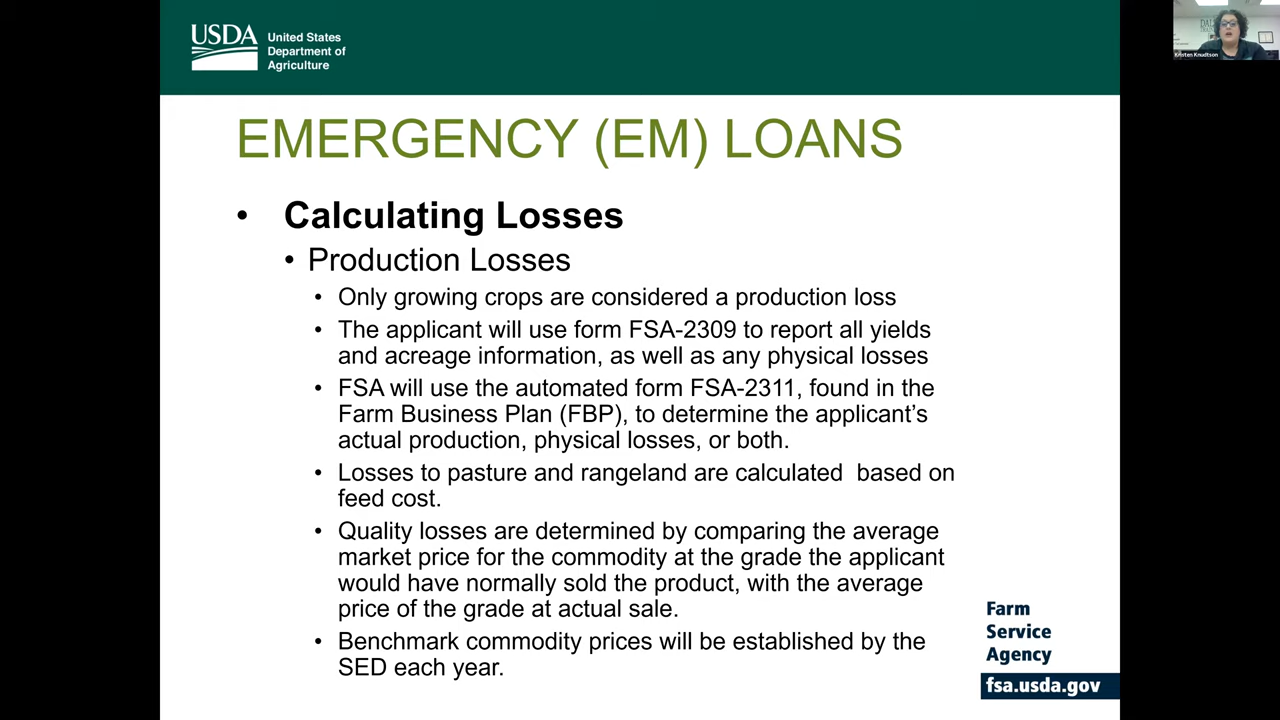 USDA
United States
Department of
Agriculture
Kristen Knudtson
EMERGENCY (EM) LOANS
• Calculating Losses
• Production Losses
• Only growing crops are considered a production loss
• The applicant will use form FSA-2309 to report all yields
and acreage information, as well as any physical losses
• FSA will use the automated form FSA-2311, found in the
Farm Business Plan (FBP), to determine the applicant’s
actual production, physical losses, or both.
• Losses to pasture and rangeland are calculated  based on
feed cost.
• Quality losses are determined by comparing the average
market price for the commodity at the grade the applicant
would have normally sold the product, with the average
price of the grade at actual sale.
• Benchmark commodity prices will be established by the
SED each year.
Farm
Service
Agency
fsa.usda.gov